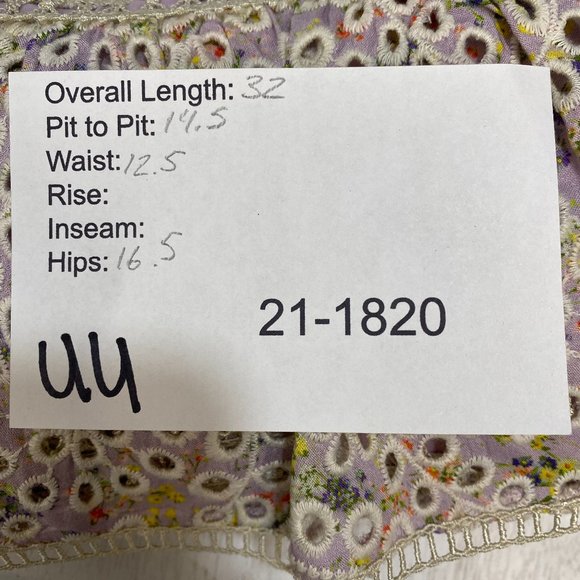 Overall Length: 32
Pit to Pit: 14.5
Waist: 12.5
Rise:
Inseam:
Hips: 16.5
21-1820
UU